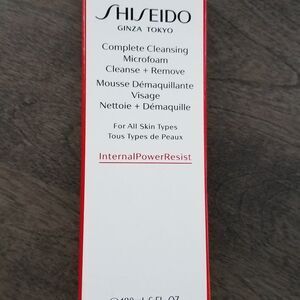 SHISEIDO
GINZA TOKYO
Complete Cleansing
Microfoam
Cleanse + Remove
Mousse Démaquillante
Visage
Nettoie + Démaquille
For All Skin Types
Tous Types de Peaux
InternalPowerResist